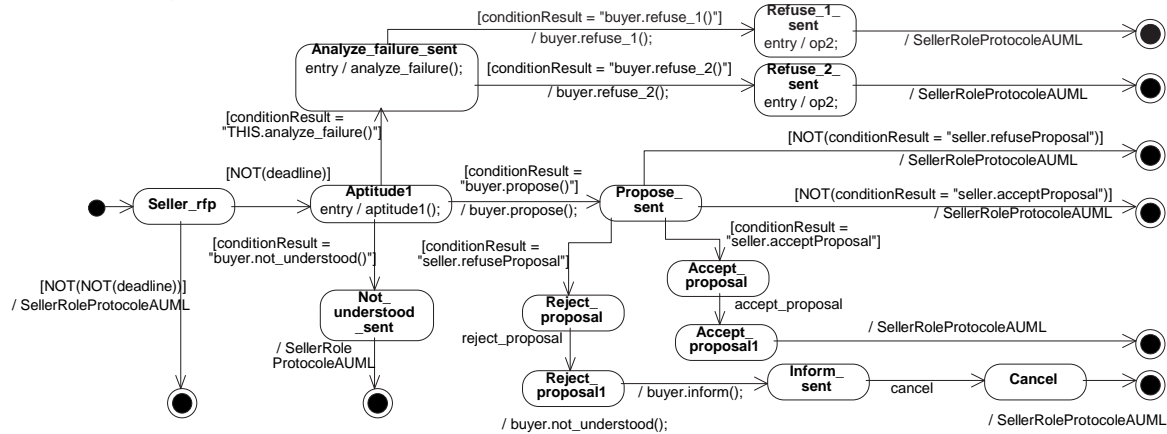 [conditionResult = "buyer.refuse_1()"]
/ buyer.refuse_1();
Refuse_1_
sent
entry / op2;
/ SellerRoleProtocoleAUML
Analyze_failure_sent
entry / analyze_failure();
[conditionResult = "buyer.refuse_2()"]
/ buyer.refuse_2();
Refuse_2_
sent
entry / op2;
/ SellerRoleProtocoleAUML
[conditionResult =
"THIS.analyze_failure()"]
[NOT(conditionResult = "seller.refuseProposal")]
/ SellerRoleProtocoleAUML
[NOT(deadline)]
[conditionResult =
"buyer.propose()"]
/ buyer.propose();
[NOT(conditionResult = "seller.acceptProposal")]
/ SellerRoleProtocoleAUML
Seller_rfp
Aptitude1
entry / aptitude1();
Propose_
sent
[conditionResult =
"buyer.not_understood()"]
[conditionResult =
"seller.refuseProposal"]
[conditionResult =
"seller.acceptProposal"]
[NOT(NOT(deadline))]
/ SellerRoleProtocoleAUML
Not_
understood
_sent
Reject_
proposal
Accept_
proposal
accept_proposal
reject_proposal
Accept_
proposal1
/ SellerRoleProtocoleAUML
/ SellerRole
ProtocoleAUML
Reject_
proposal1
/ buyer.inform();
Inform_
sent
cancel
Cancel
/ buyer.not_understood();
/ SellerRoleProtocoleAUML